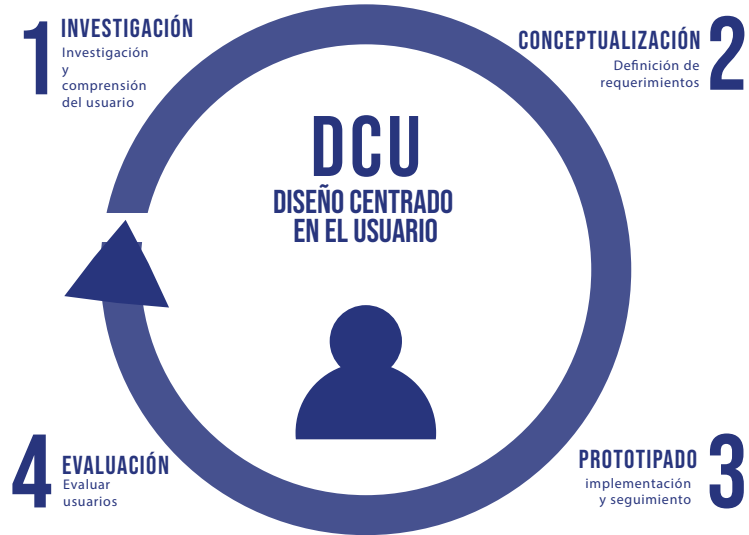 1
INVESTIGACIÓN
Investigación
y
comprensión
del usuario
CONCEPTUALIZACIÓN
Definición de
requerimientos
2
DCU
DISEÑO CENTRADO
EN EL USUARIO
4
EVALUACIÓN
Evaluar
usuarios
PROTOTIPADO
implementación
y seguimiento
3